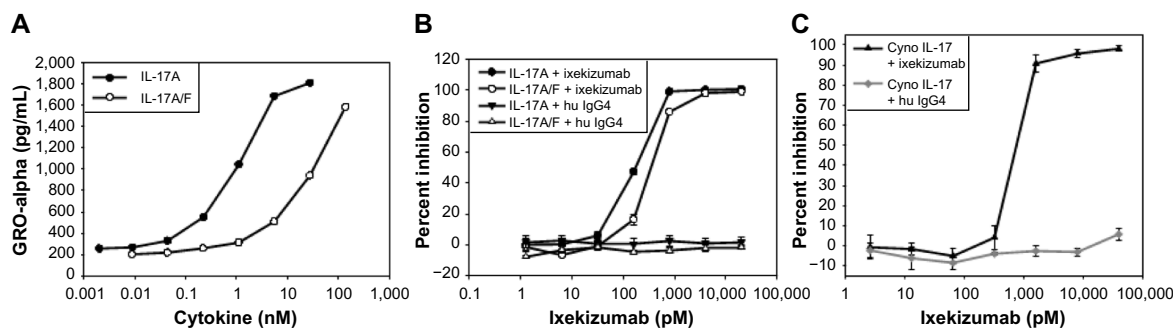 A
GRO-alpha (pg/mL)
2,000
1,800
1,600
1,400
1,200
1,000
800
600
400
200
0
IL-17A
IL-17A/F
0.001
0.01
0.1
1
10
100
1,000
Cytokine (nM)
B
Percent inhibition
120
100
80
60
40
20
0
−20
IL-17A + ixekizumab
IL-17A/F + ixekizumab
IL-17A + hu IgG4
IL-17A/F + hu IgG4
1
10
100
1,000
10,000
100,000
Ixekizumab (pM)
C
Percent inhibition
100
90
80
70
60
50
40
30
20
10
0
−10
Cyno IL-17
+ ixekizumab
Cyno IL-17
+ hu IgG4
1
10
100
1,000
10,000
100,000
Ixekizumab (pM)